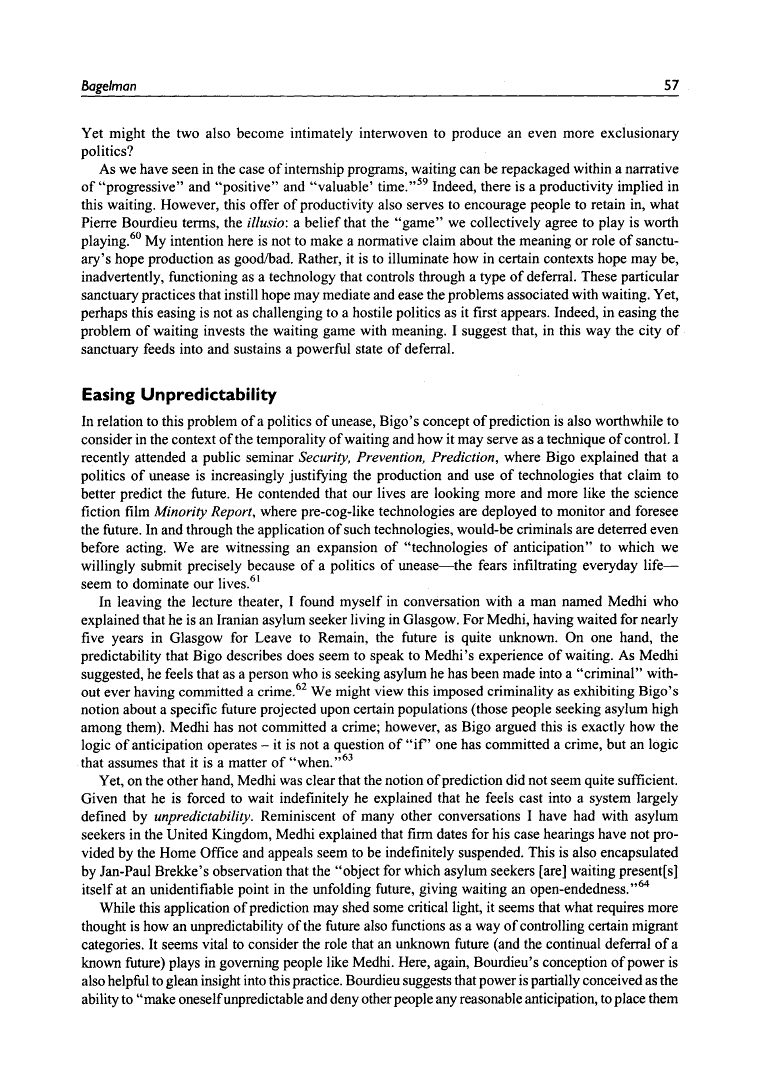 Bagelman 57
Yet might the two also become intimately interwoven to produce an even more exclusionary
politics?
As we have seen in the case of internship programs, waiting can be repackaged within a narrative
of “progressive” and “positive” and “valuable’ time.”59 Indeed, there is a productivity implied in
this waiting. However, this offer of productivity also serves to encourage people to retain in, what
Pierre Bourdieu terms, the illusio: a belief that the “game” we collectively agree to play is worth
playing.60 My intention here is not to make a normative claim about the meaning or role of sanctu-
ary’s hope production as good/bad. Rather, it is to illuminate how in certain contexts hope may be,
inadvertently, functioning as a technology that controls through a type of deferral. These particular
sanctuary practices that instill hope may mediate and ease the problems associated with waiting. Yet,
perhaps this easing is not as challenging to a hostile politics as it first appears. Indeed, in easing the
problem of waiting invests the waiting game with meaning. I suggest that, in this way the city of
sanctuary feeds into and sustains a powerful state of deferral.
Easing Unpredictability
In relation to this problem of a politics of unease, Bigo’s concept of prediction is also worthwhile to
consider in the context of the temporality of waiting and how it may serve as a technique of control. I
recently attended a public seminar Security, Prevention, Prediction, where Bigo explained that a
politics of unease is increasingly justifying the production and use of technologies that claim to
better predict the future. He contended that our lives are looking more and more like the science
fiction film Minority Report, where pre-cog-like technologies are deployed to monitor and foresee
the future. In and through the application of such technologies, would-be criminals are deterred even
before acting. We are witnessing an expansion of “technologies of anticipation” to which we
willingly submit precisely because of a politics of unease—the fears infiltrating everyday life—
seem to dominate our lives.61
In leaving the lecture theater, I found myself in conversation with a man named Medhi who
explained that he is an Iranian asylum seeker living in Glasgow. For Medhi, having waited for nearly
five years in Glasgow for Leave to Remain, the future is quite unknown. On one hand, the
predictability that Bigo describes does seem to speak to Medhi’s experience of waiting. As Medhi
suggested, he feels that as a person who is seeking asylum he has been made into a “criminal” with-
out ever having committed a crime.62 We might view this imposed criminality as exhibiting Bigo’s
notion about a specific future projected upon certain populations (those people seeking asylum high
among them). Medhi has not committed a crime; however, as Bigo argued this is exactly how the
logic of anticipation operates – it is not a question of “if” one has committed a crime, but an logic
that assumes that it is a matter of “when.”63
Yet, on the other hand, Medhi was clear that the notion of prediction did not seem quite sufficient.
Given that he is forced to wait indefinitely he explained that he feels cast into a system largely
defined by unpredictability. Reminiscent of many other conversations I have had with asylum
seekers in the United Kingdom, Medhi explained that firm dates for his case hearings have not pro-
vided by the Home Office and appeals seem to be indefinitely suspended. This is also encapsulated
by Jan-Paul Brekke’s observation that the “object for which asylum seekers [are] waiting present[s]
itself at an unidentifiable point in the unfolding future, giving waiting an open-endedness.”64
While this application of prediction may shed some critical light, it seems that what requires more
thought is how an unpredictability of the future also functions as a way of controlling certain migrant
categories. It seems vital to consider the role that an unknown future (and the continual deferral of a
known future) plays in governing people like Medhi. Here, again, Bourdieu’s conception of power is
also helpful to glean insight into this practice. Bourdieu suggests that power is partially conceived as the
ability to “make oneself unpredictable and deny other people any reasonable anticipation, to place them